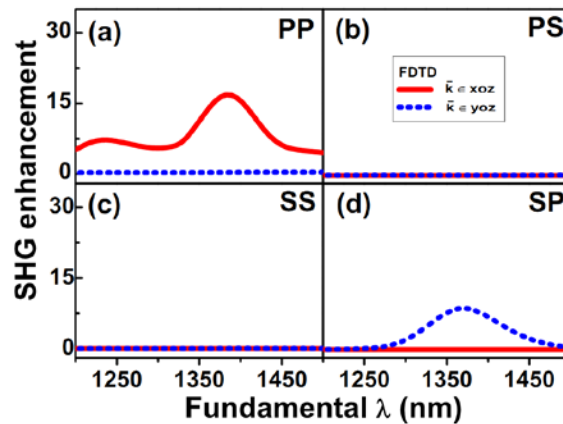 (a) PP (b) PS
FDTD
k̄ ∈ xoz
k̄ ∈ yoz
(c) SS (d) SP
SHG enhancement
30
15
0
30
15
0
1250 1350 1450 1250 1350 1450
Fundamental λ (nm)